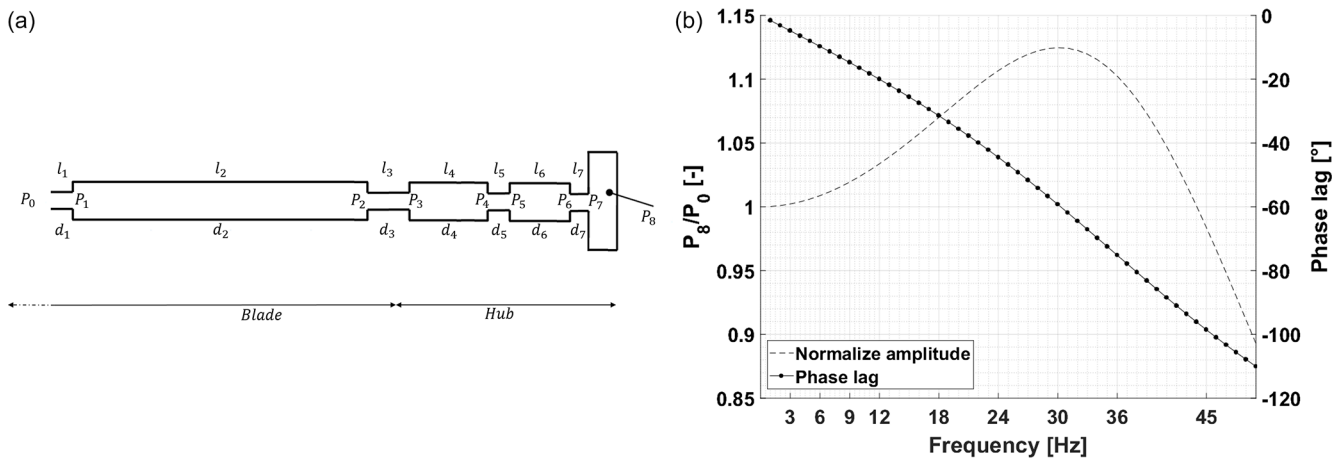 (a)
l₁ l₂ l₃ l₄ l₅ l₆ l₇
P₀ P₁ P₂ P₃ P₄ P₅ P₆ P₇
P₈
d₁ d₂ d₃ d₄ d₅ d₆ d₇
Blade Hub
(b)
1.15
1.1
1.05
1
0.95
0.9
0.85
P₈/P₀ [-]
Normalize amplitude
Phase lag
3 6 9 12 18 24 30 36 45
Frequency [Hz]
0
-20
-40
-60
-80
-100
-120
Phase lag [°]